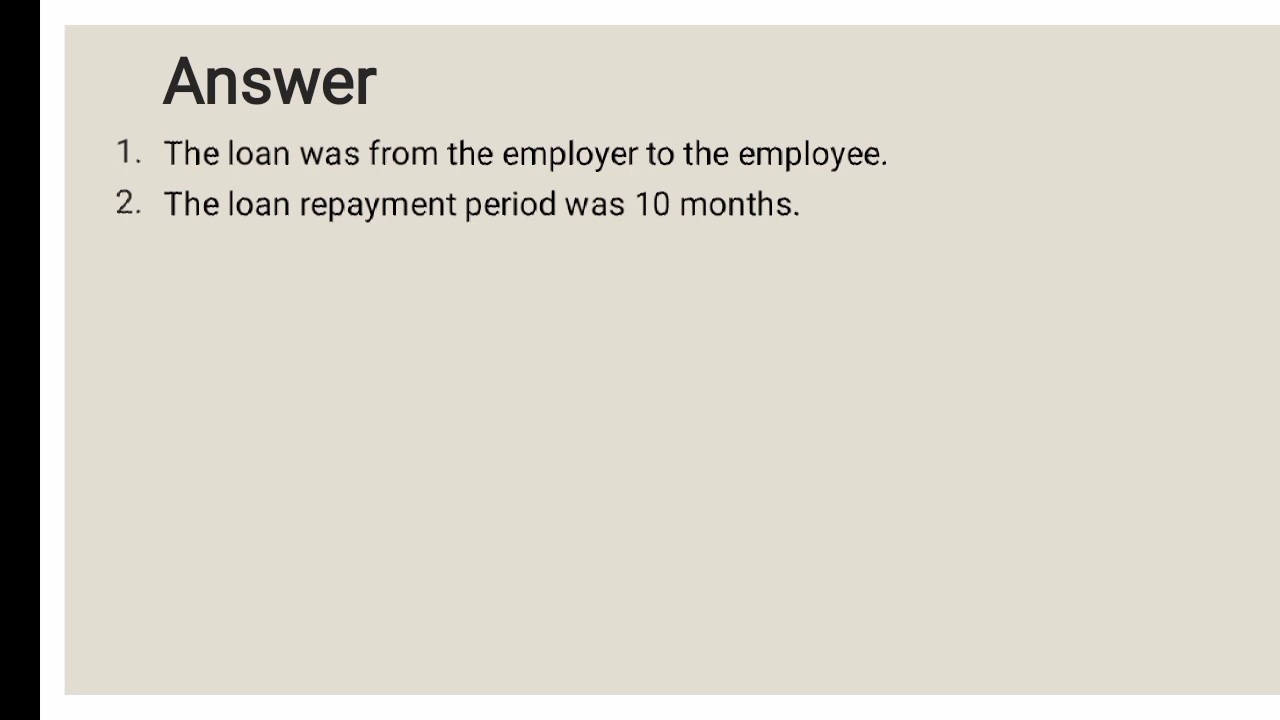 Answer
1. The loan was from the employer to the employee.
2. The loan repayment period was 10 months.